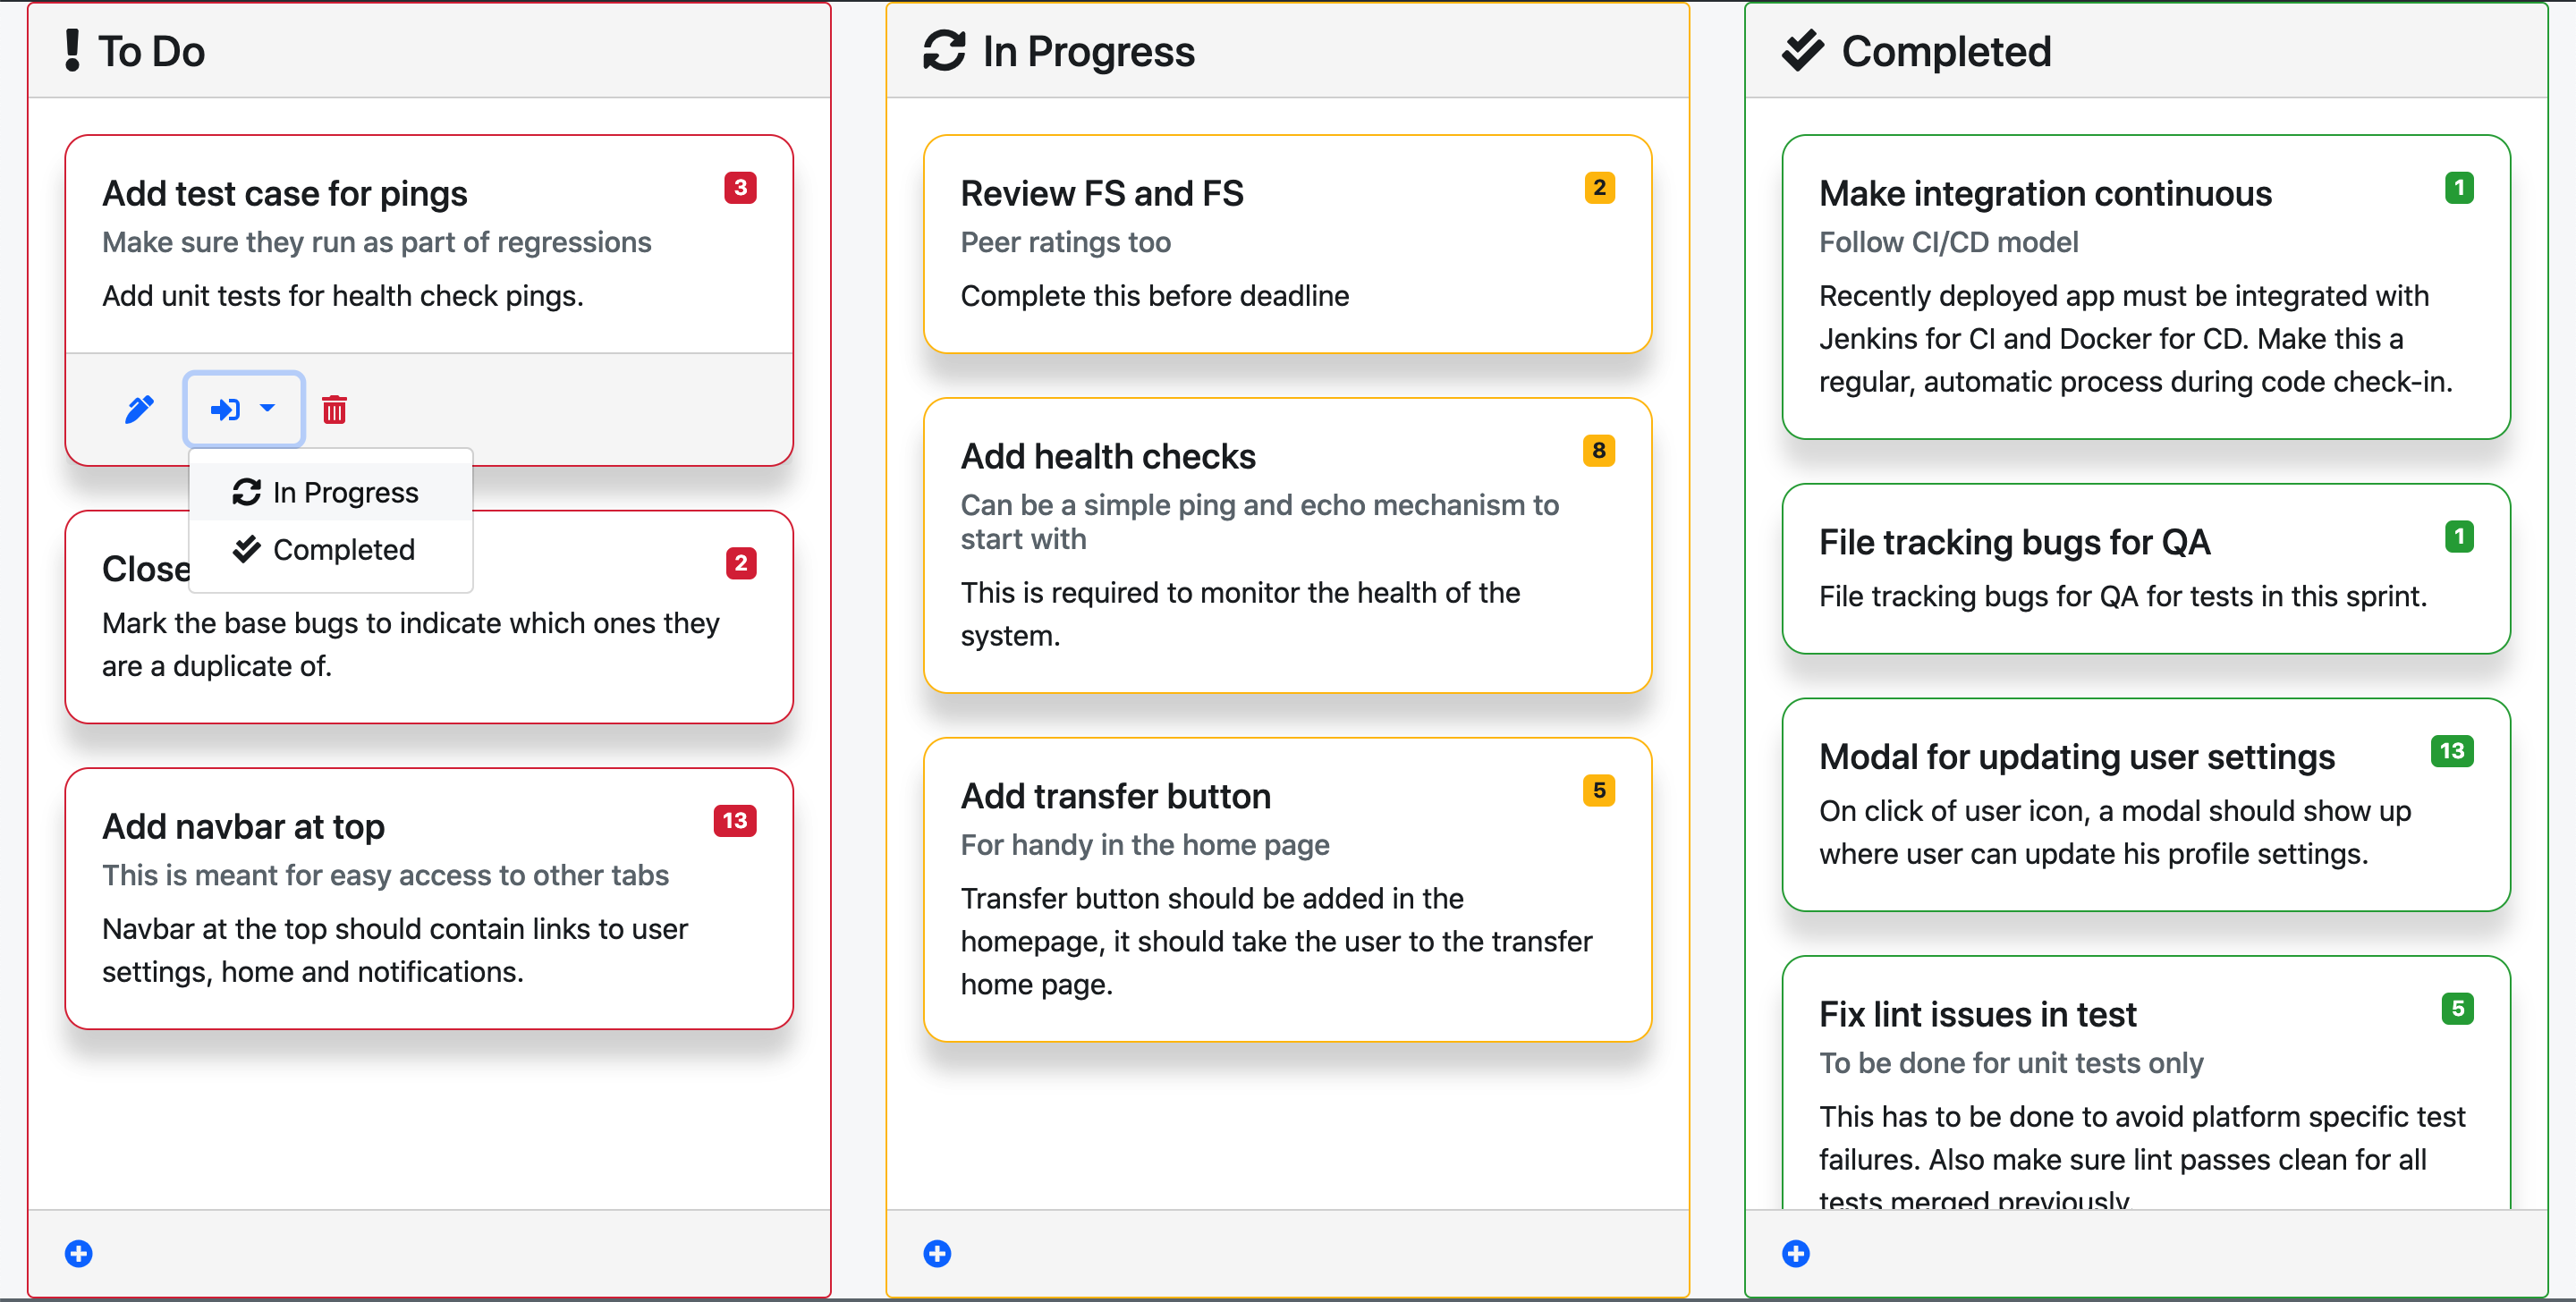 To Do
Add test case for pings
3
Make sure they run as part of regressions
Add unit tests for health check pings.
In Progress
Completed
Close
2
Mark the base bugs to indicate which ones they
are a duplicate of.
Add navbar at top
13
This is meant for easy access to other tabs
Navbar at the top should contain links to user
settings, home and notifications.
In Progress
Review FS and FS
2
Peer ratings too
Complete this before deadline
Add health checks
8
Can be a simple ping and echo mechanism to
start with
This is required to monitor the health of the
system.
Add transfer button
5
For handy in the home page
Transfer button should be added in the
homepage, it should take the user to the transfer
home page.
Completed
Make integration continuous
1
Follow CI/CD model
Recently deployed app must be integrated with
Jenkins for CI and Docker for CD. Make this a
regular, automatic process during code check-in.
File tracking bugs for QA
1
File tracking bugs for QA for tests in this sprint.
Modal for updating user settings
13
On click of user icon, a modal should show up
where user can update his profile settings.
Fix lint issues in test
5
To be done for unit tests only
This has to be done to avoid platform specific test
failures. Also make sure lint passes clean for all
tests merged previously.